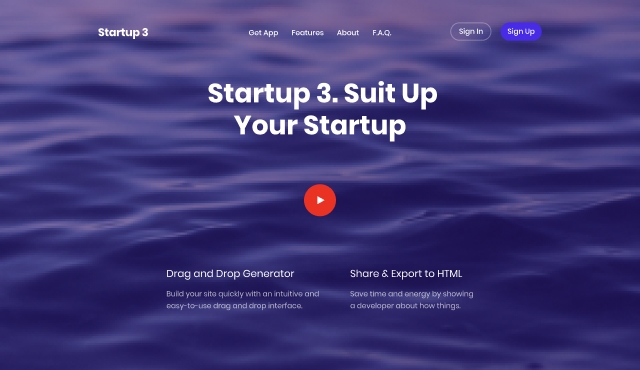 Startup 3
Get App Features About F.A.Q.
Sign In Sign Up
Startup 3. Suit Up
Your Startup
Drag and Drop Generator
Build your site quickly with an intuitive and
easy-to-use drag and drop interface.
Share & Export to HTML
Save time and energy by showing
a developer about how things.